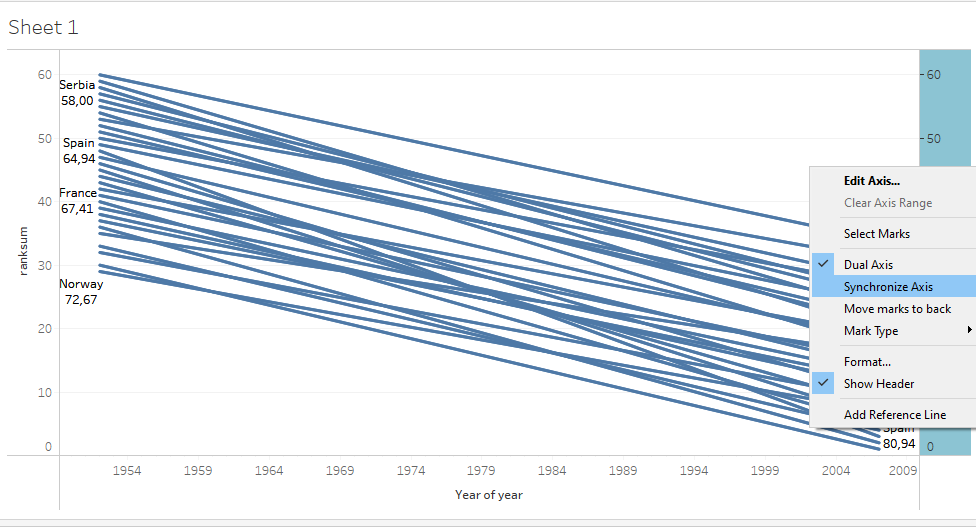 Sheet 1
60
50
40
30
20
10
0
ranksum
Serbia
58,00
Spain
64,94
France
67,41
Norway
72,67
60
50
0
Edit Axis...
Clear Axis Range
Select Marks
Dual Axis
Synchronize Axis
Move marks to back
Mark Type
Format...
Show Header
Add Reference Line
Spain
80,94
1954 1959 1964 1969 1974 1979 1984 1989 1994 1999 2004 2009
Year of year